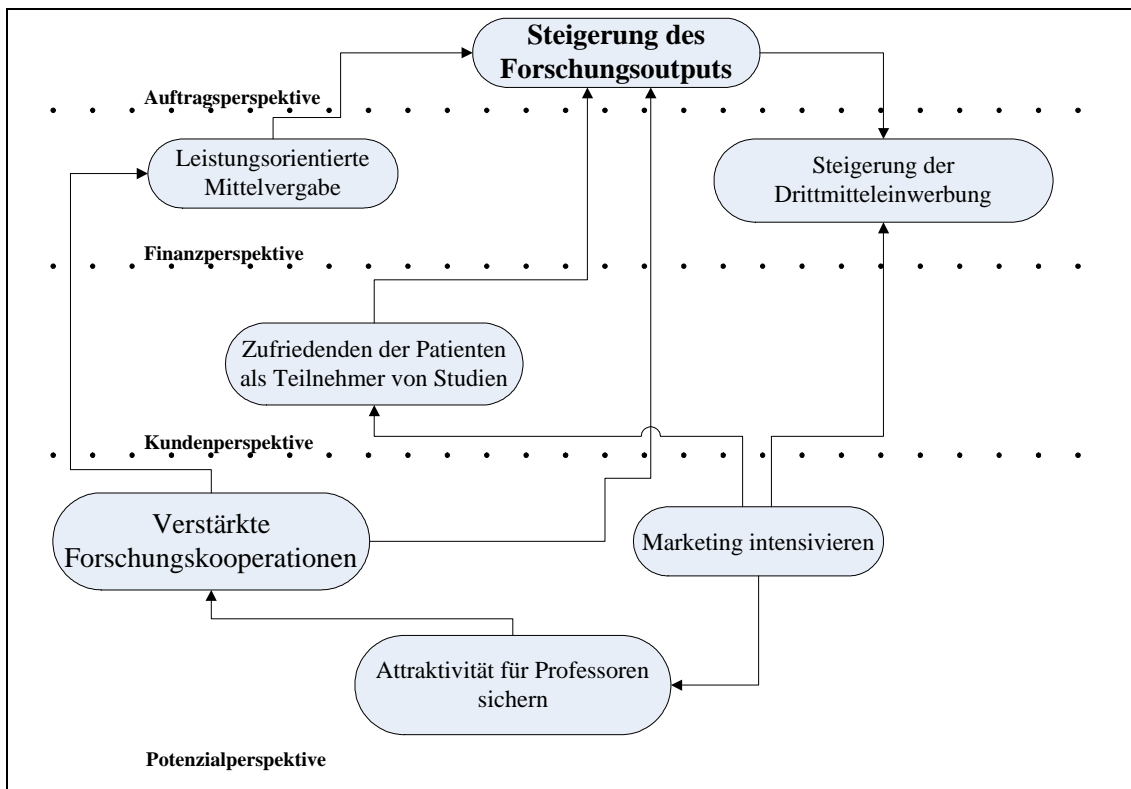 Steigerung des
Forschungsoutputs
Auftragsperspektive
Leistungsorientierte
Mittelvergabe
Steigerung der
Drittmitteleinwerbung
Finanzperspektive
Zufriedenden der Patienten
als Teilnehmer von Studien
Kundenperspektive
Verstärkte
Forschungskooperationen
Marketing intensivieren
Attraktivität für Professoren
sichern
Potenzialperspektive